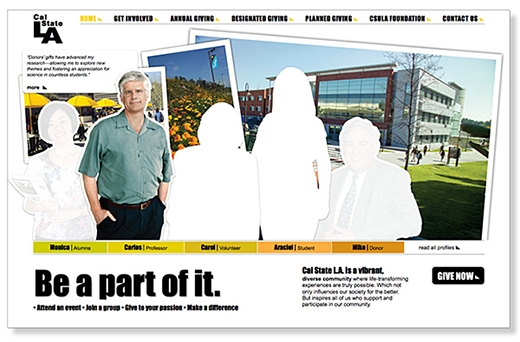 Cal State LA
HOME GET INVOLVED ANNUAL GIVING DESIGNATED GIVING PLANNED GIVING CSULA FOUNDATION CONTACT US
"Donors' gifts have advanced my
research—allowing me to explore new
themes and fostering an appreciation for
science in countless students."
more
Monica | Alumna
Carlos | Professor
Carol | Volunteer
Araciel | Student
Mike | Donor
read all profiles
Be a part of it.
• Attend an event • Join a group • Give to your passion • Make a difference
Cal State L.A. is a vibrant,
diverse community where life-transforming
experiences are truly possible. Which not
only influences our society for the better.
But inspires all of us who support and
participate in our community.
GIVE NOW